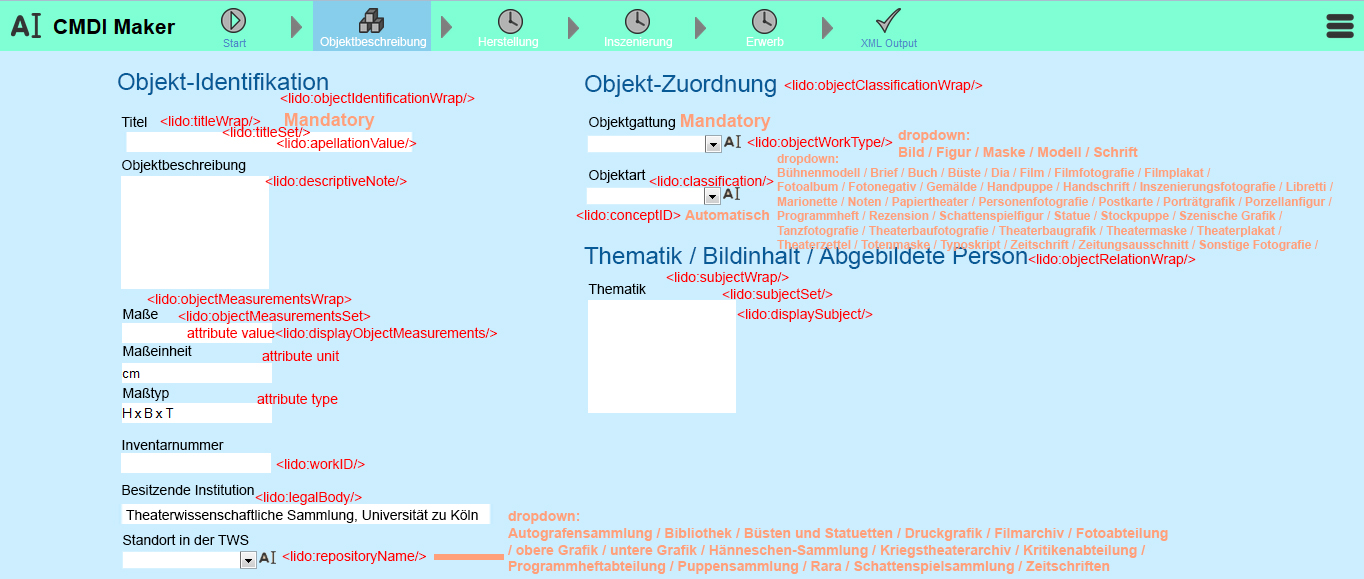 AI CMDI Maker
Start
Objektbeschreibung
Herstellung
Inszenierung
Erwerb
XML Output
Objekt-Identifikation
<lido:objectIdentificationWrap/>
Titel <lido:titleWrap/> Mandatory
<lido:titleSet/>
<lido:apellationValue/>
Objektbeschreibung
<lido:descriptiveNote/>
<lido:objectMeasurementsWrap>
Maße <lido:objectMeasurementsSet>
attribute value<lido:displayObjectMeasurements/>
Maßeinheit
attribute unit
cm
Maßtyp
attribute type
H x B x T
Inventarnummer
<lido:workID/>
Besitzende Institution <lido:legalBody/>
Theaterwissenschaftliche Sammlung, Universität zu Köln
Standort in der TWS
AI <lido:repositoryName/>
dropdown:
Autografensammlung / Bibliothek / Büsten und Statuetten / Druckgrafik / Filmarchiv / Fotoabteilung
/ obere Grafik / untere Grafik / Hänneschen-Sammlung / Kriegstheaterarchiv / Kritikenabteilung /
Programmheftabteilung / Puppensammlung / Rara / Schattenspielsammlung / Zeitschriften
Objekt-Zuordnung <lido:objectClassificationWrap/>
Objektgattung Mandatory
AI <lido:objectWorkType/>
dropdown:
Bild / Figur / Maske / Modell / Schrift
Objektart <lido:classification/>
AI
<lido:conceptID> Automatisch
dropdown:
Bühnenmodell / Brief / Buch / Büste / Dia / Film / Filmfotografie / Filmplakat /
Fotoalbum / Fotonegativ / Gemälde / Handpuppe / Handschrift / Inszenierungsfotografie / Libretti /
Marionette / Noten / Papiertheater / Personenfotografie / Postkarte / Porträtgrafik / Porzellanfigur /
Programmheft / Rezension / Schattenspielfigur / Statue / Stockpuppe / Szenische Grafik /
Tanzfotografie / Theaterbaufotografie / Theaterbaugrafik / Theatermaske / Theaterplakat /
Theaterzettel / Totenmaske / Typoskript / Zeitschrift / Zeitungsausschnitt / Sonstige Fotografie /
Thematik / Bildinhalt / Abgebildete Person <lido:objectRelationWrap/>
<lido:subjectWrap/>
Thematik
<lido:subjectSet/>
<lido:displaySubject/>